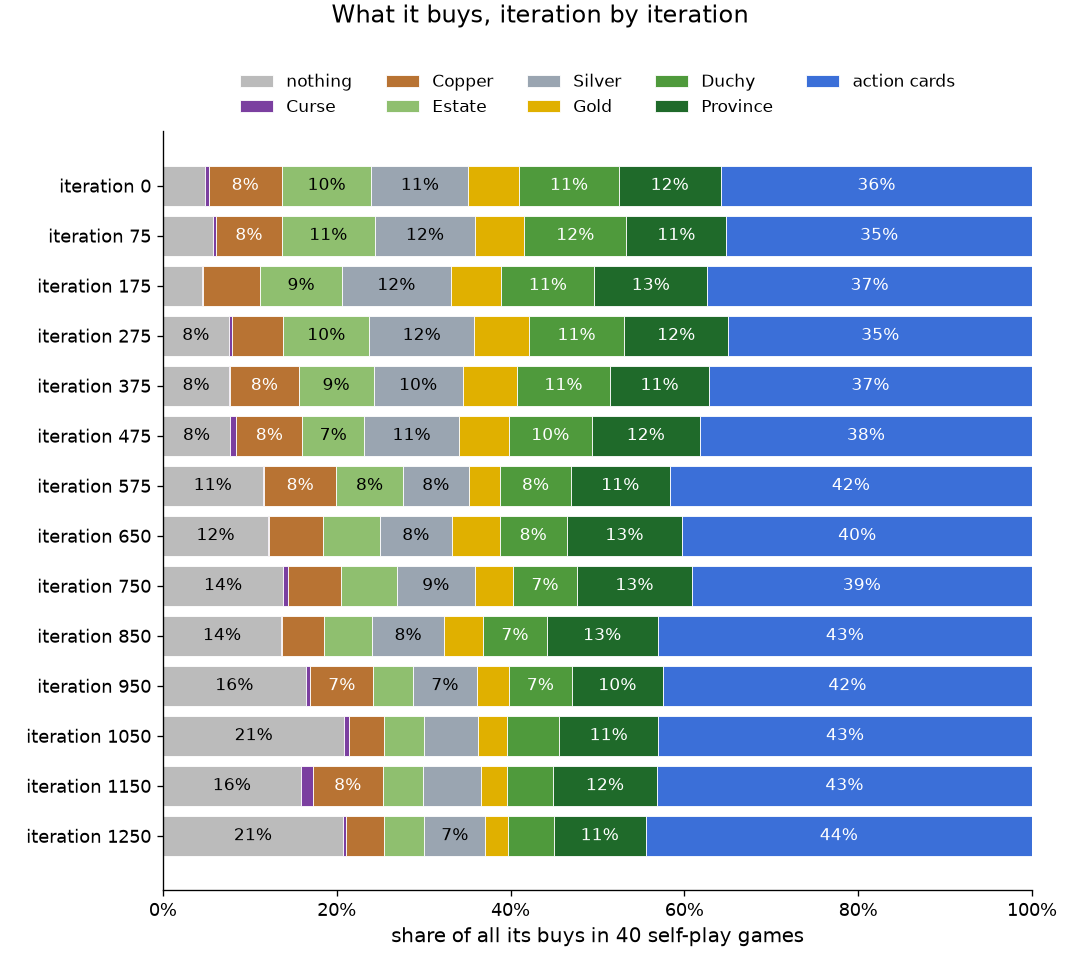 What it buys, iteration by iteration
nothing Copper Silver Duchy action cards
Curse Estate Gold Province
iteration 0 8% 10% 11% 11% 12% 36%
iteration 75 8% 11% 12% 12% 11% 35%
iteration 175 9% 12% 11% 13% 37%
iteration 275 8% 10% 12% 11% 12% 35%
iteration 375 8% 8% 9% 10% 11% 11% 37%
iteration 475 8% 8% 7% 11% 10% 12% 38%
iteration 575 11% 8% 8% 8% 8% 11% 42%
iteration 650 12% 8% 8% 13% 40%
iteration 750 14% 9% 7% 13% 39%
iteration 850 14% 8% 7% 13% 43%
iteration 950 16% 7% 7% 7% 10% 42%
iteration 1050 21% 11% 43%
iteration 1150 16% 8% 12% 43%
iteration 1250 21% 7% 11% 44%
0% 20% 40% 60% 80% 100%
share of all its buys in 40 self-play games